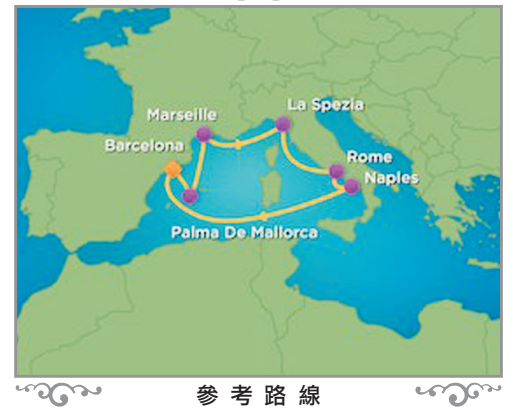 La Spezia
Marseille
Barcelona
Rome
Naples
Palma De Mallorca
參考路線